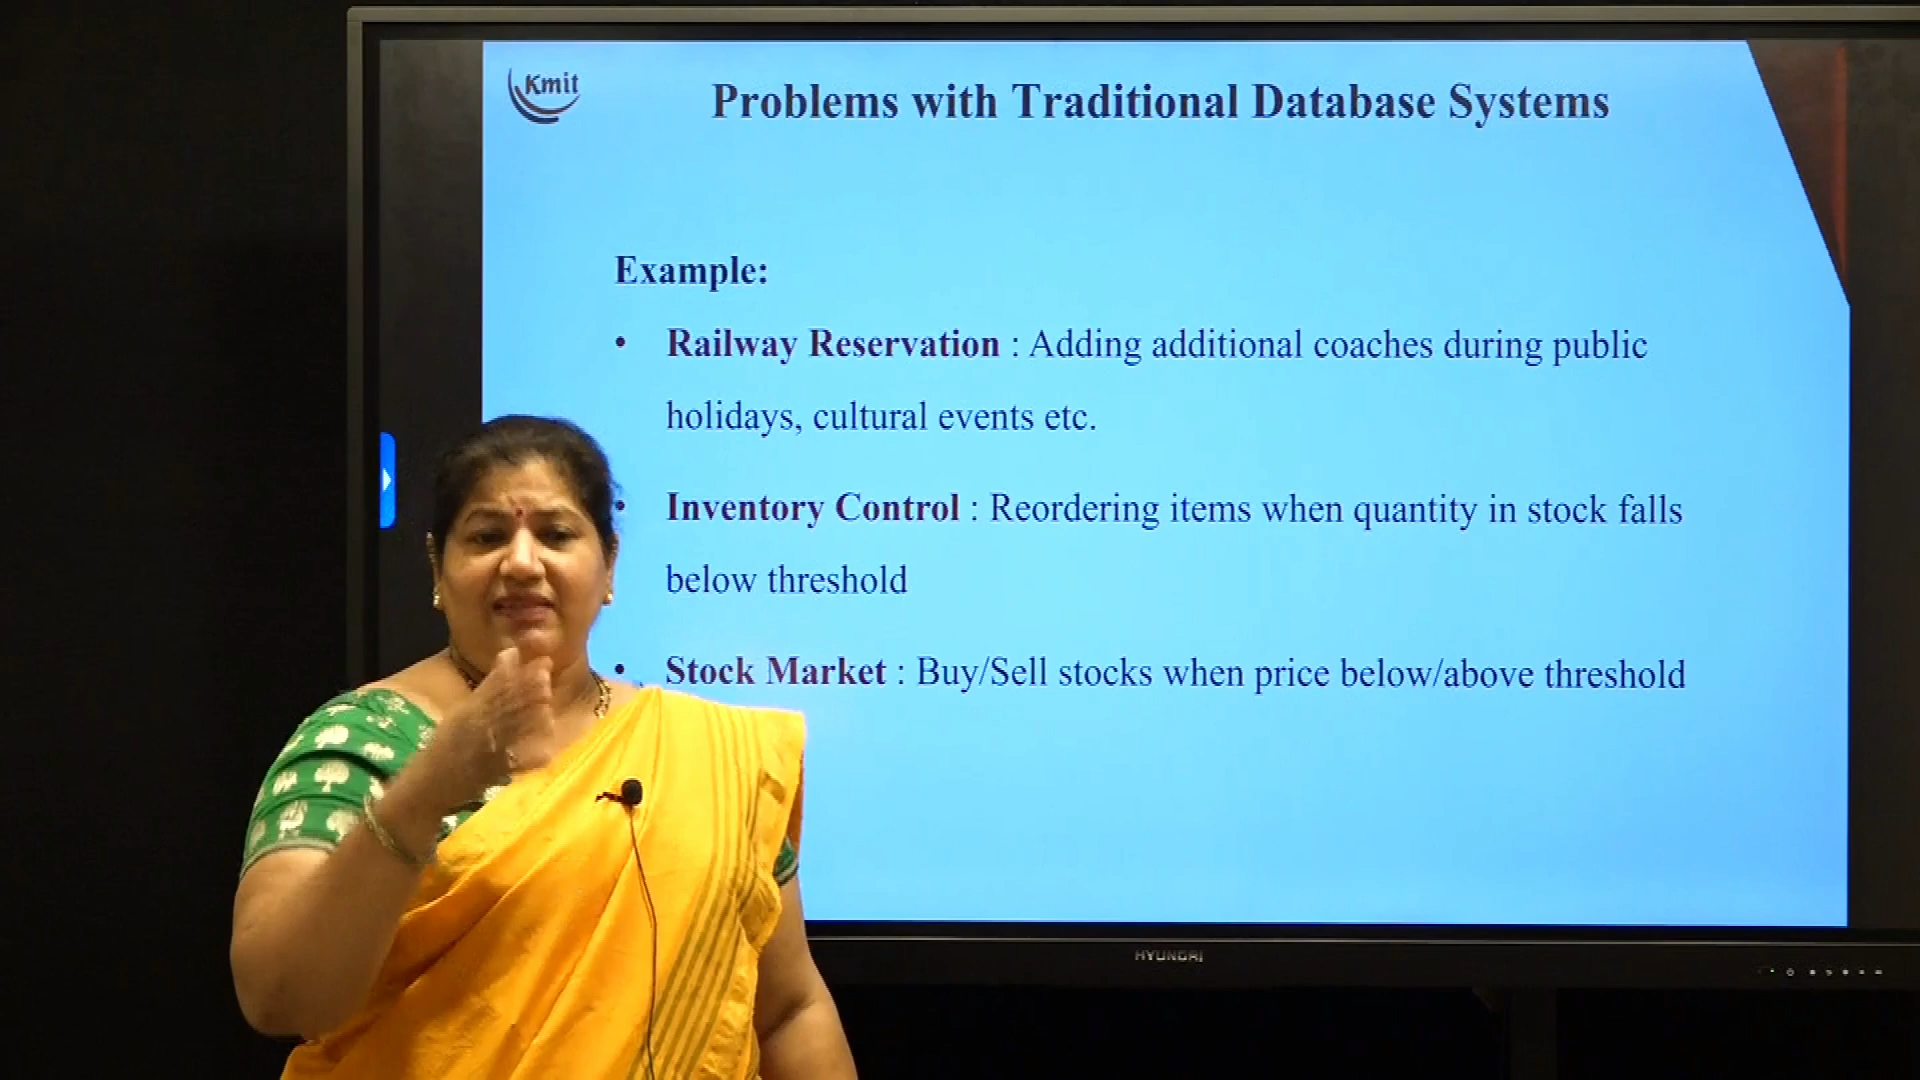 Kmit
Problems with Traditional Database Systems
Example:
• Railway Reservation : Adding additional coaches during public
holidays, cultural events etc.
• Inventory Control : Reordering items when quantity in stock falls
below threshold
• Stock Market : Buy/Sell stocks when price below/above threshold
HYUNDAI